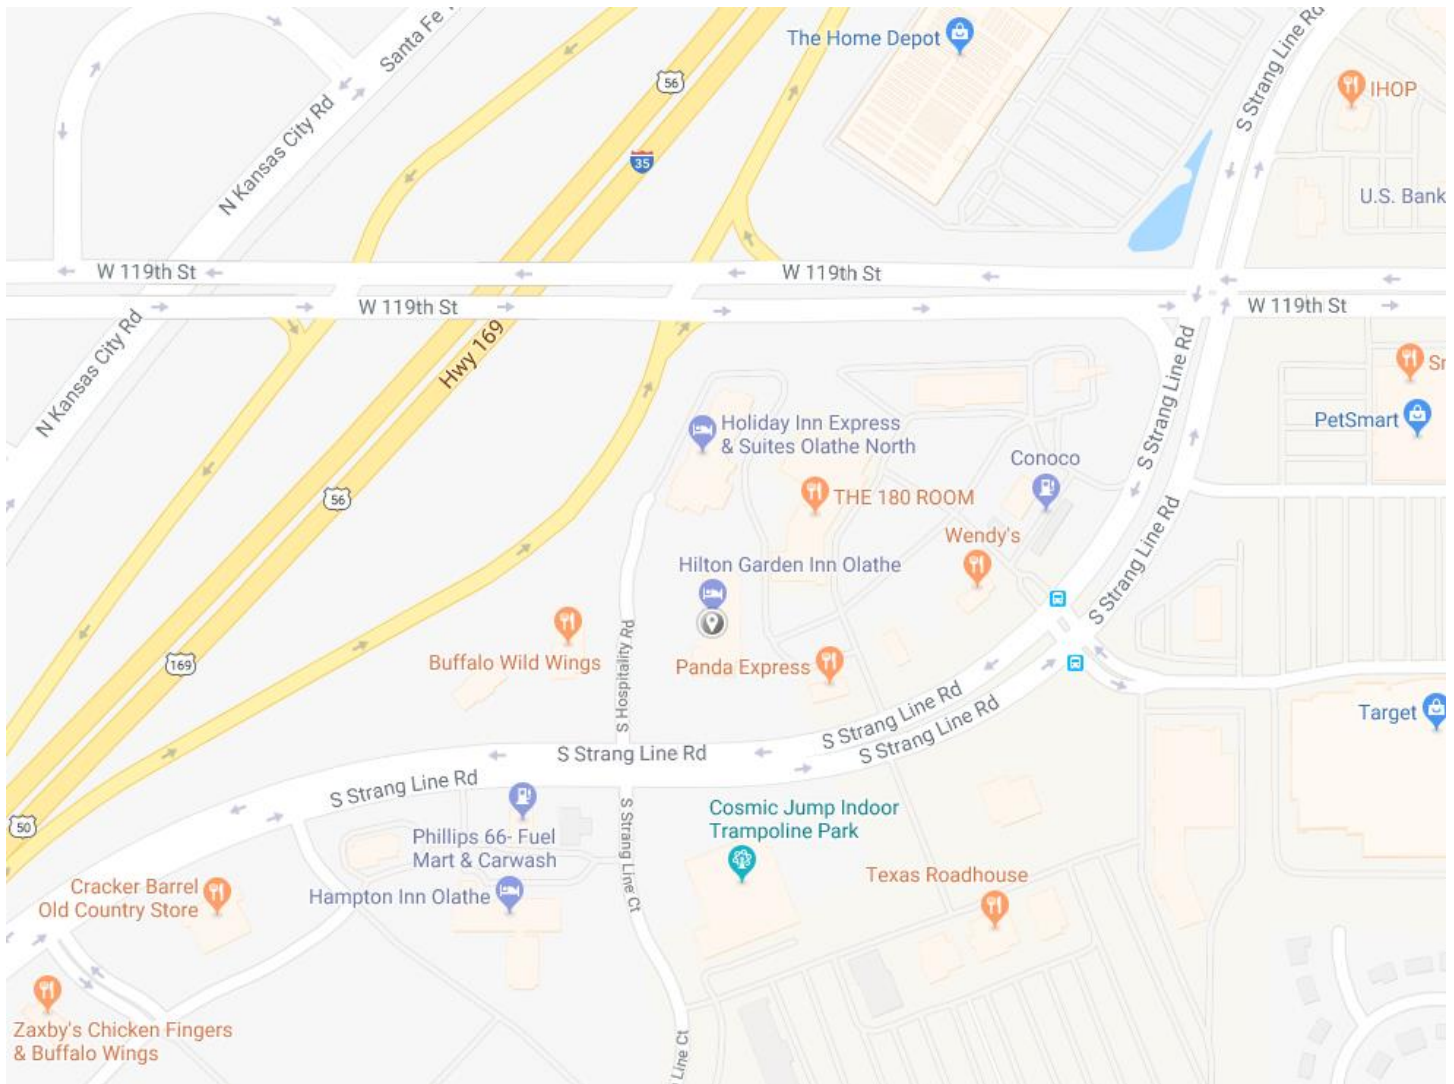 Santa Fe
The Home Depot
S Strang Line Rd
56
IHOP
N Kansas City Rd
35
U.S. Bank
W 119th St
W 119th St
W 119th St
W 119th St
N Kansas City Rd
Hwy 169
S Strang Line Rd
PetSmart
Holiday Inn Express
& Suites Olathe North
Conoco
56
THE 180 ROOM
Wendy's
S Strang Line Rd
Hilton Garden Inn Olathe
S Hospitality Rd
Buffalo Wild Wings
169
Panda Express
S Strang Line Rd
S Strang Line Rd
Target
S Strang Line Rd
S Strang Line Rd
50
Phillips 66- Fuel
Mart & Carwash
S Strang Line Ct
Cosmic Jump Indoor
Trampoline Park
Texas Roadhouse
Cracker Barrel
Old Country Store
Hampton Inn Olathe
Zaxby's Chicken Fingers
& Buffalo Wings
Line Ct